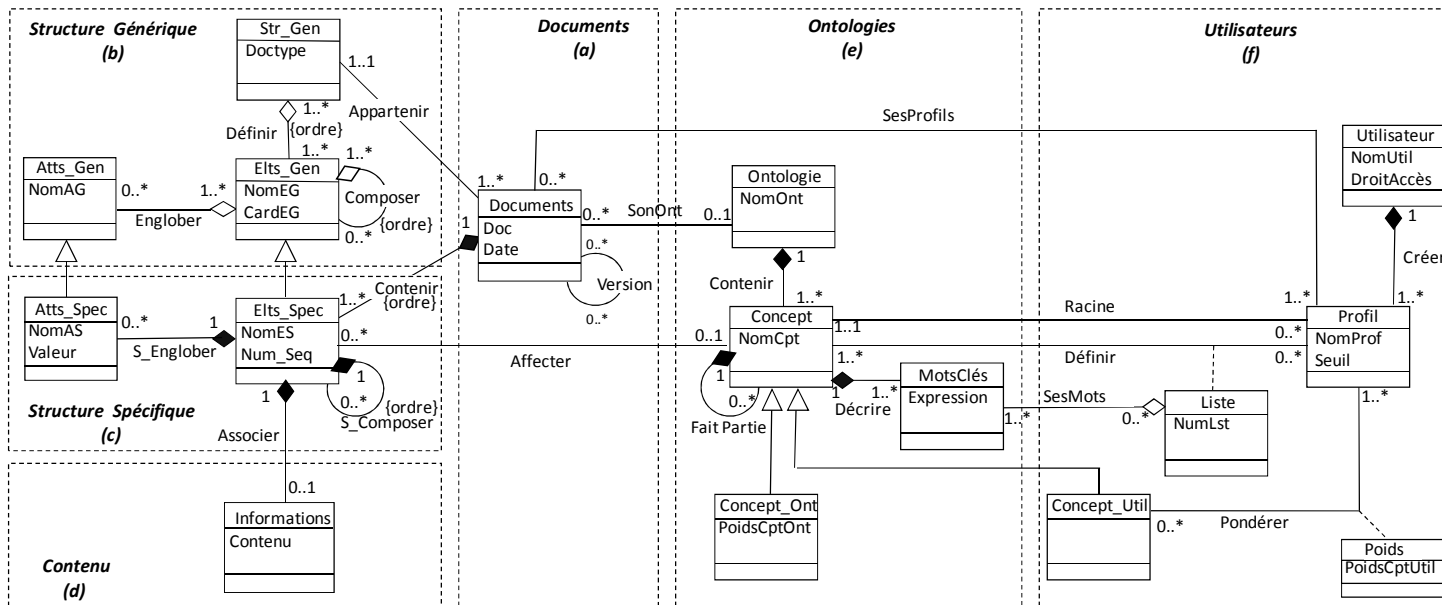 Structure Générique
(b)
Str_Gen
Doctype
1..1
Appartenir
1..*
{ordre}
Définir
1..*
1..*
Atts_Gen
NomAG
0..*
1..*
Englober
Elts_Gen
NomEG
CardEG
Composer
{ordre}
0..*
Structure Spécifique
(c)
Atts_Spec
NomAS
Valeur
0..*
1
S_Englober
Elts_Spec
NomES
Num_Seq
1..*
0..*
1
0..*
{ordre}
S_Composer
1
Associer
0..1
Contenu
(d)
Informations
Contenu
Documents
(a)
1..*
0..*
Documents
Doc
Date
1
Contenir
{ordre}
0..*
Version
0..*
0..*
SonOnt
0..1
Affecter
Ontologies
(e)
SesProfils
Ontologie
NomOnt
1
Contenir
1..*
Concept
NomCpt
0..1
1..1
1
0..*
Fait Partie
1..*
1
Décrire
1..*
MotsClés
Expression
1..*
SesMots
0..*
Concept_Ont
PoidsCptOnt
Utilisateurs
(f)
Utilisateur
NomUtil
DroitAccès
1
Créer
1..*
1..*
Racine
0..*
Définir
0..*
Profil
NomProf
Seuil
1..*
Liste
NumLst
Concept_Util
0..*
Pondérer
Poids
PoidsCptUtil